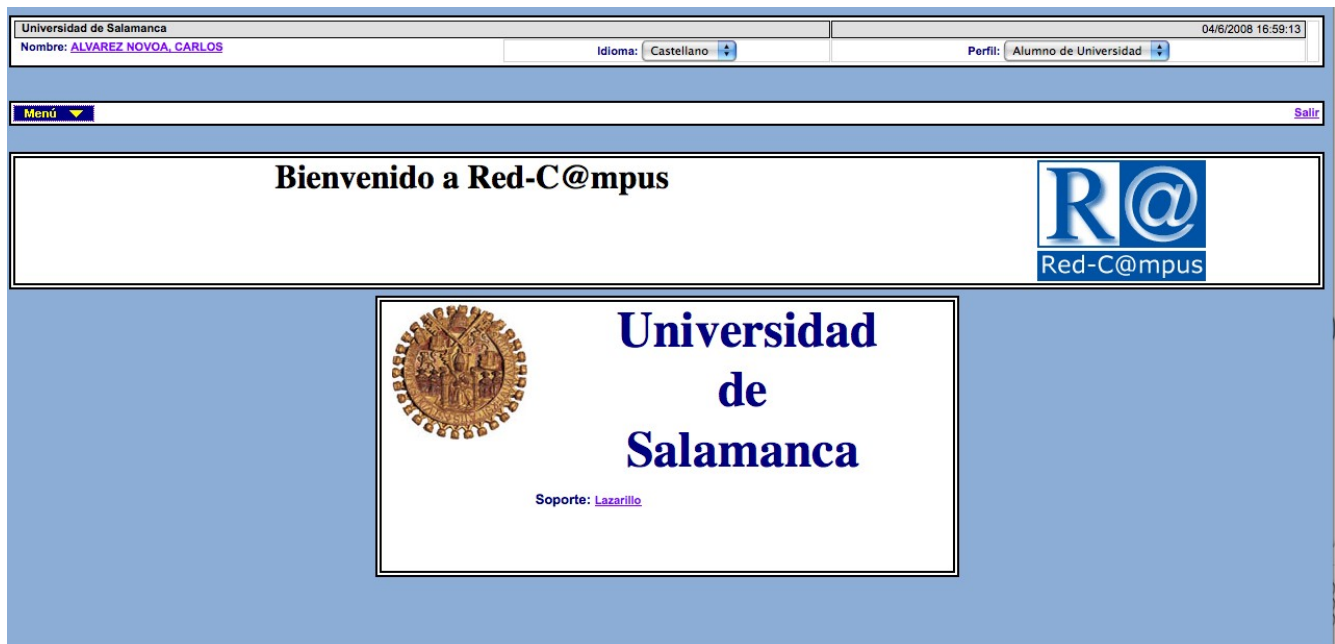 Universidad de Salamanca 04/6/2008 16:59:13
Nombre: ALVAREZ NOVOA, CARLOS Idioma: Castellano Perfil: Alumno de Universidad
Menú Salir
Bienvenido a Red-C@mpus
R@
Red-C@mpus
Universidad
de
Salamanca
Soporte: Lazarillo